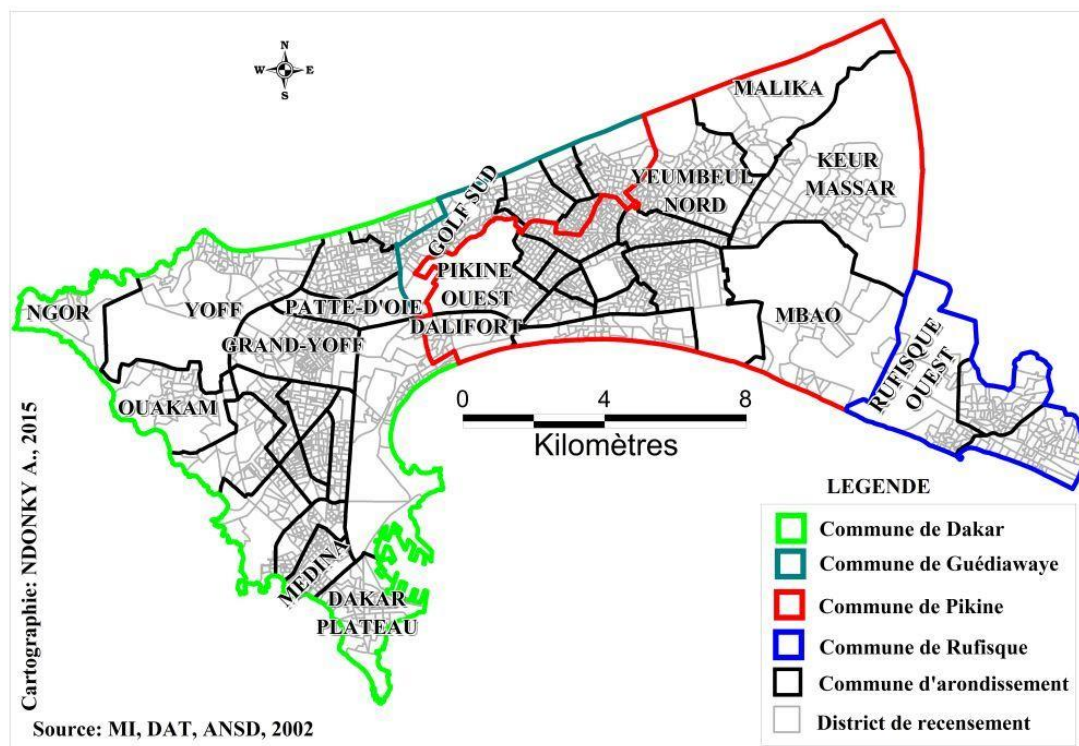 N
W E
S
MALIKA
KEUR
MASSAR
YEUMBEUL
NORD
GOLF SUD
PIKINE
OUEST
NGOR
YOFF
PATTE-D'OIE
DALIFORT
MBAO
GRAND-YOFF
RUFISQUE
OUEST
OUAKAM
0 4 8
Kilomètres
MEDINA
DAKAR
PLATEAU
LEGENDE
Commune de Dakar
Commune de Guédiawaye
Commune de Pikine
Commune de Rufisque
Commune d'arondissement
District de recensement
Cartographie: NDONKY A., 2015
Source: MI, DAT, ANSD, 2002